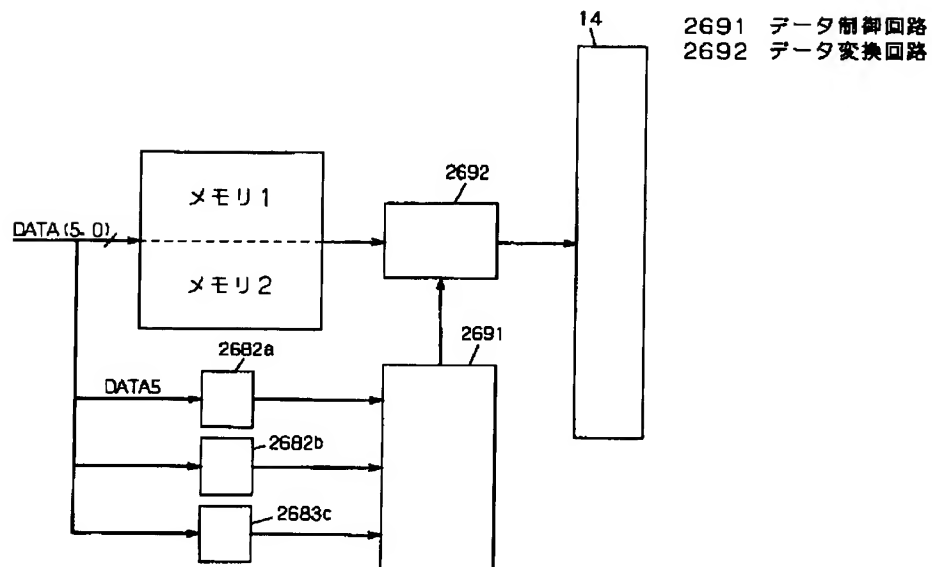 14
2691 データ制御回路
2692 データ変換回路
2692
メモリ1
DATA(5-0)
メモリ2
2691
2682a
DATA5
2682b
2683c